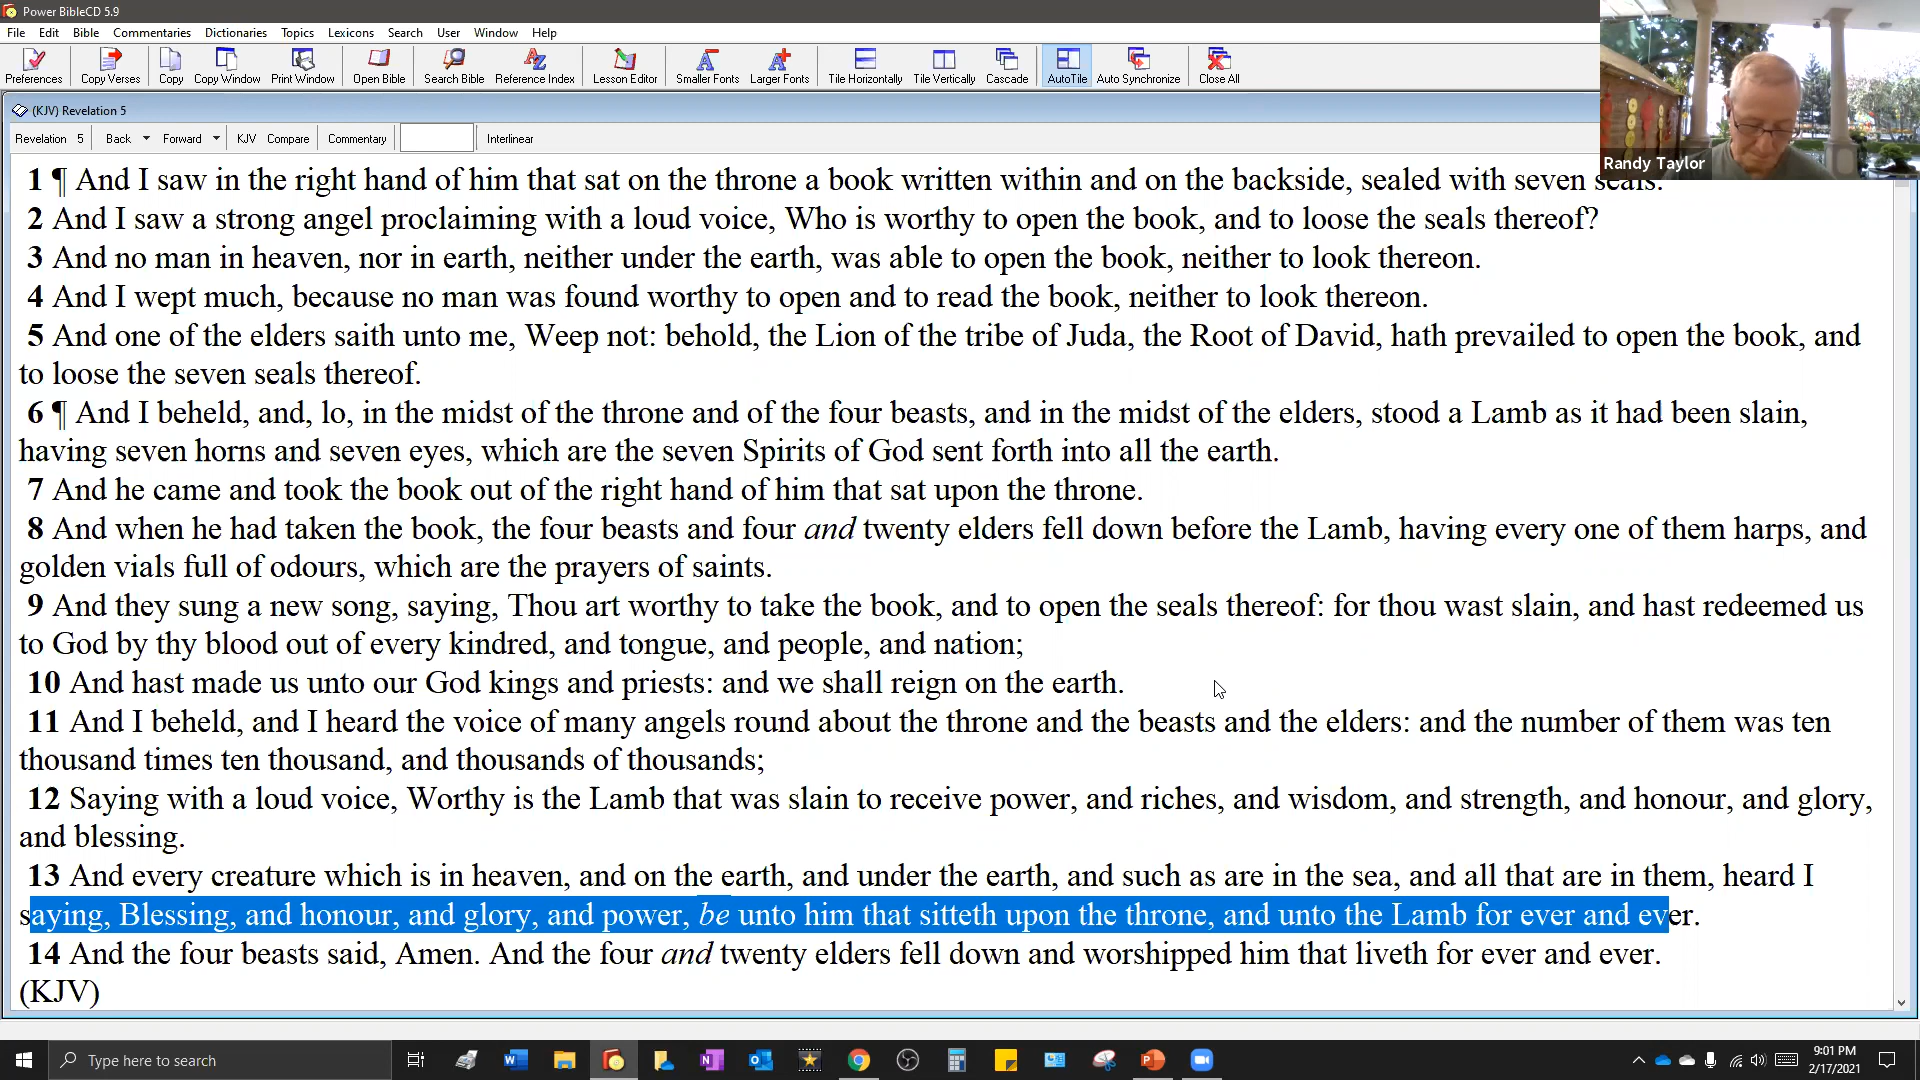 Power BibleCD 5.9
File Edit Bible Commentaries Dictionaries Topics Lexicons Search User Window Help
Preferences Copy Verses Copy Copy Window Print Window Open Bible Search Bible Reference Index Lesson Editor Smaller Fonts Larger Fonts Tile Horizontally Tile Vertically Cascade AutoTile Auto Synchronize Close All
(KJV) Revelation 5
Revelation 5 Back Forward KJV Compare Commentary Interlinear
Randy Taylor
1 ¶ And I saw in the right hand of him that sat on the throne a book written within and on the backside, sealed with seven seals.
2 And I saw a strong angel proclaiming with a loud voice, Who is worthy to open the book, and to loose the seals thereof?
3 And no man in heaven, nor in earth, neither under the earth, was able to open the book, neither to look thereon.
4 And I wept much, because no man was found worthy to open and to read the book, neither to look thereon.
5 And one of the elders saith unto me, Weep not: behold, the Lion of the tribe of Juda, the Root of David, hath prevailed to open the book, and
to loose the seven seals thereof.
6 ¶ And I beheld, and, lo, in the midst of the throne and of the four beasts, and in the midst of the elders, stood a Lamb as it had been slain,
having seven horns and seven eyes, which are the seven Spirits of God sent forth into all the earth.
7 And he came and took the book out of the right hand of him that sat upon the throne.
8 And when he had taken the book, the four beasts and four and twenty elders fell down before the Lamb, having every one of them harps, and
golden vials full of odours, which are the prayers of saints.
9 And they sung a new song, saying, Thou art worthy to take the book, and to open the seals thereof: for thou wast slain, and hast redeemed us
to God by thy blood out of every kindred, and tongue, and people, and nation;
10 And hast made us unto our God kings and priests: and we shall reign on the earth.
11 And I beheld, and I heard the voice of many angels round about the throne and the beasts and the elders: and the number of them was ten
thousand times ten thousand, and thousands of thousands;
12 Saying with a loud voice, Worthy is the Lamb that was slain to receive power, and riches, and wisdom, and strength, and honour, and glory,
and blessing.
13 And every creature which is in heaven, and on the earth, and under the earth, and such as are in the sea, and all that are in them, heard I
saying, Blessing, and honour, and glory, and power, be unto him that sitteth upon the throne, and unto the Lamb for ever and ever.
14 And the four beasts said, Amen. And the four and twenty elders fell down and worshipped him that liveth for ever and ever.
(KJV)
Type here to search
9:01 PM
2/17/2021